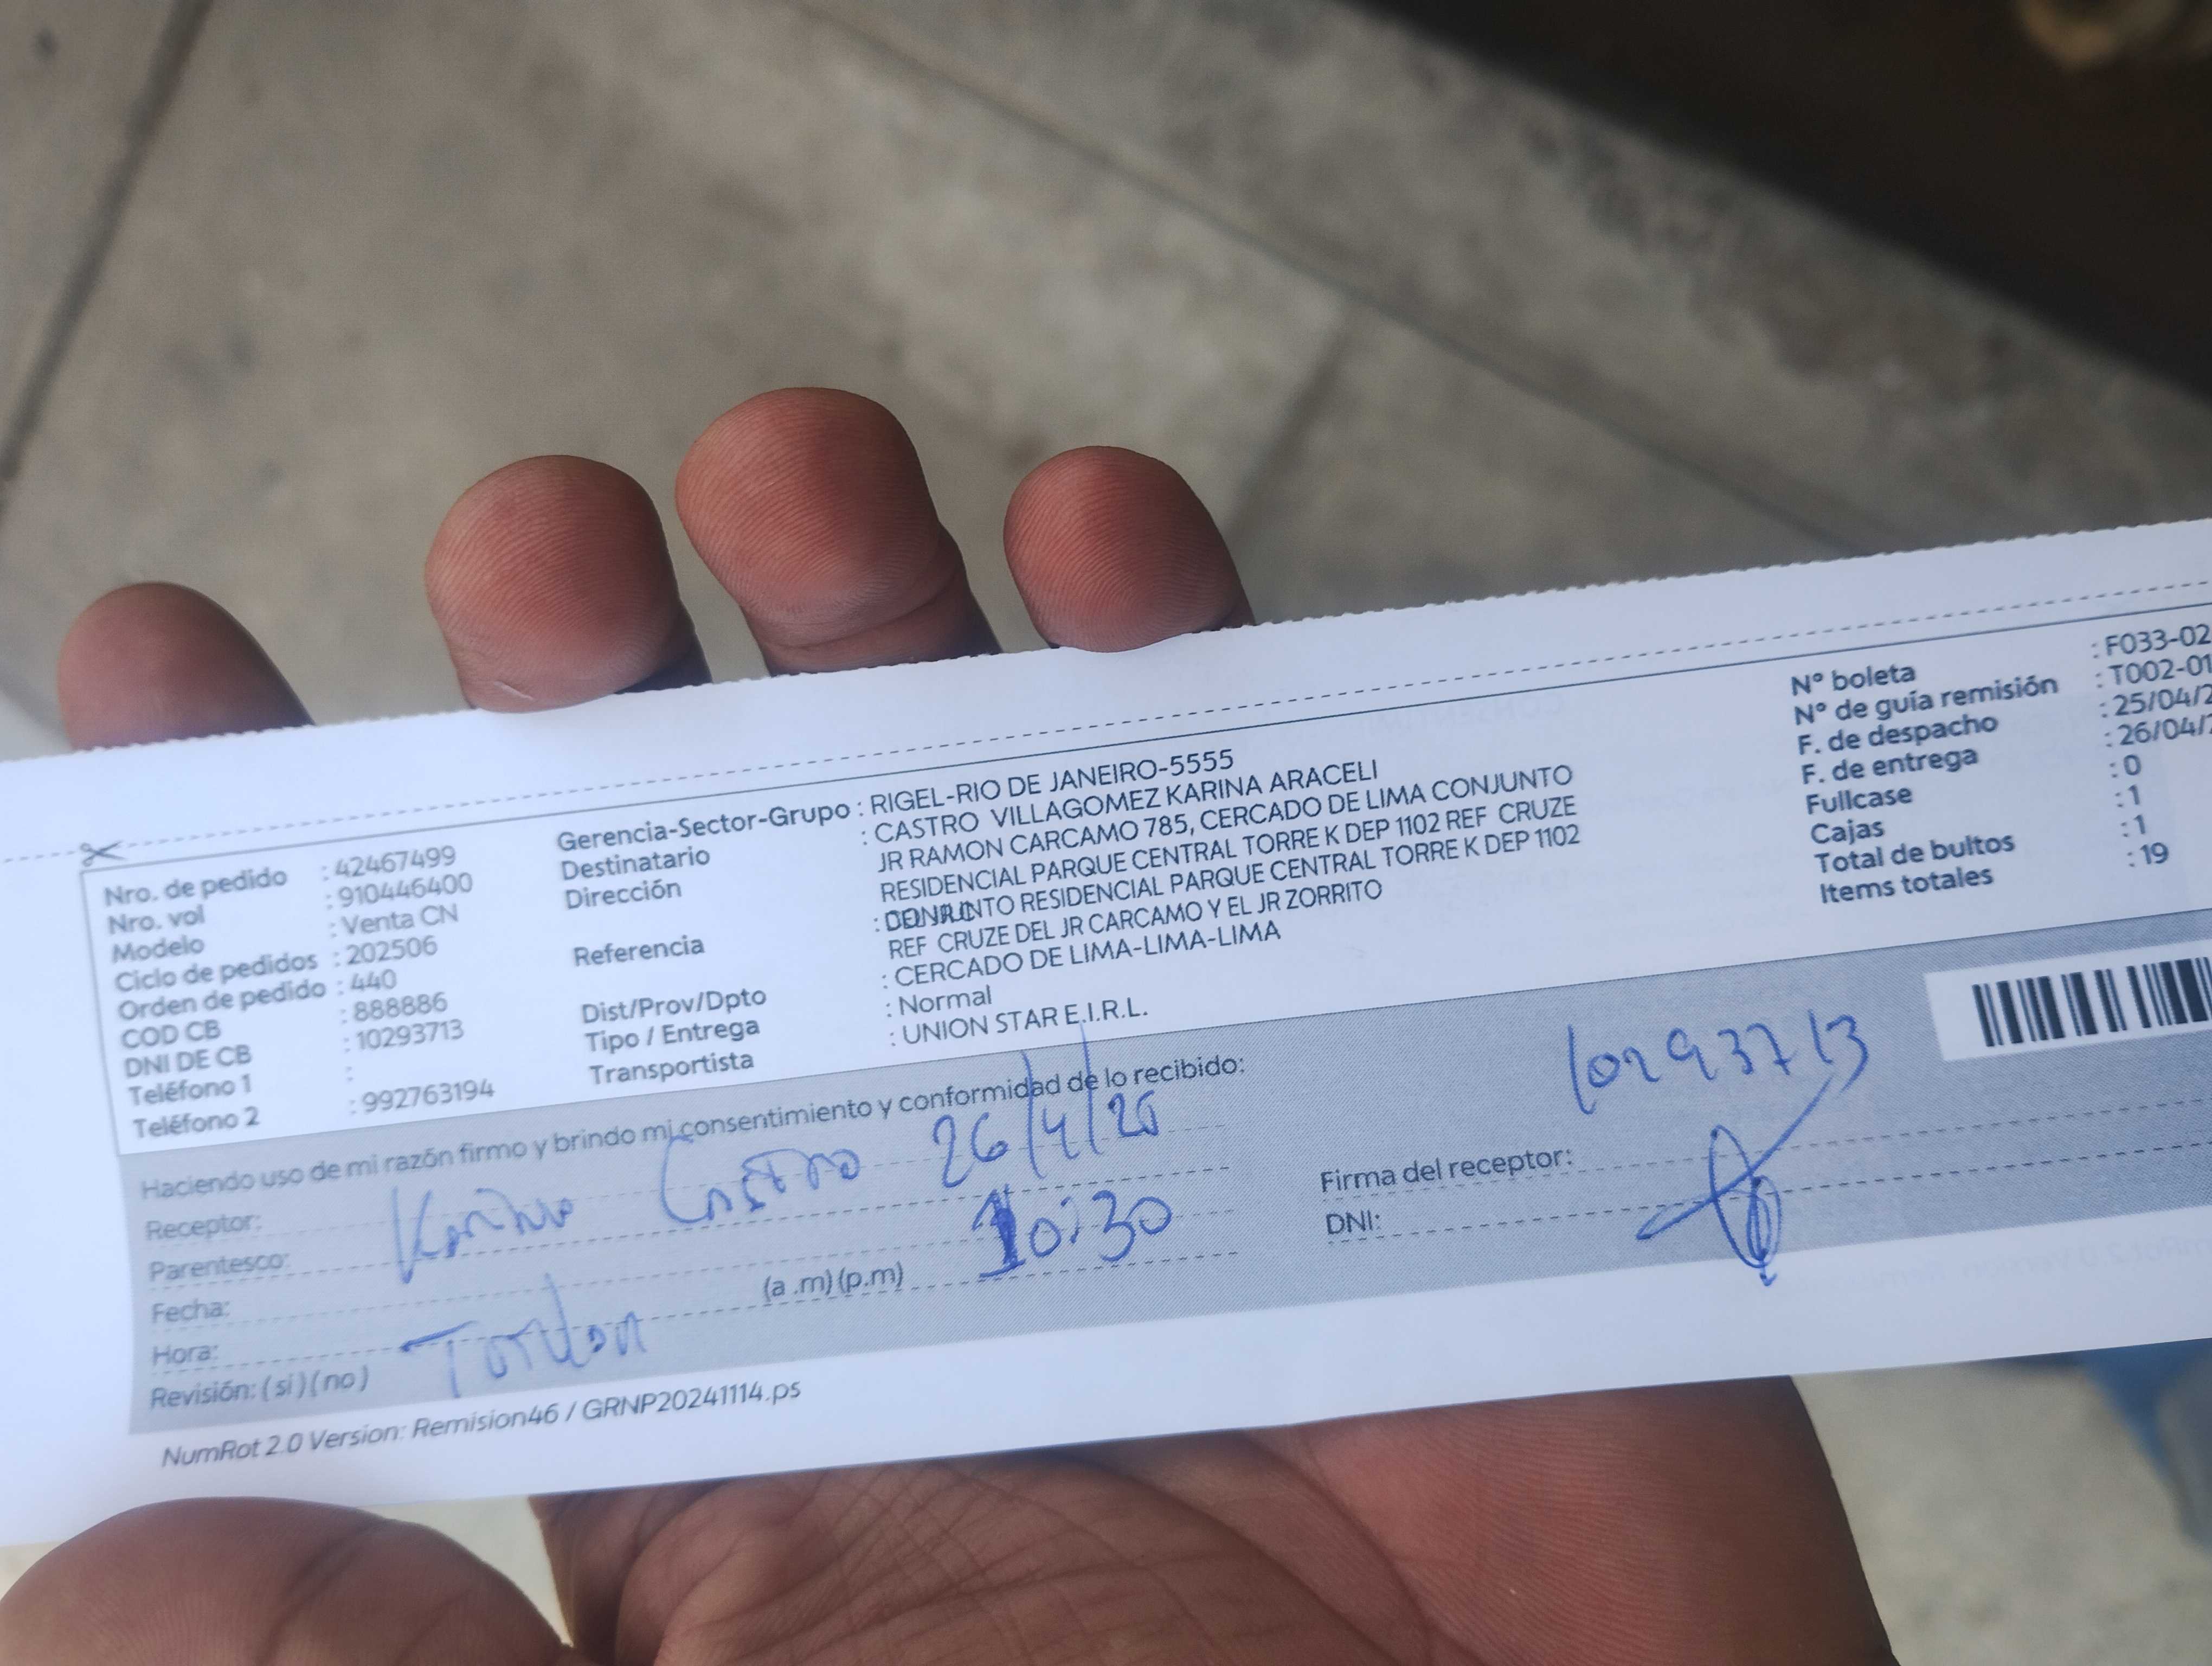 Nro. de pedido : 42467499
Nro. vol : 910446400
Modelo : Venta CN
Ciclo de pedidos : 202506
Orden de pedido : 440
COD CB : 888886
DNI DE CB : 10293713
Teléfono 1 :
Teléfono 2 : 992763194
Gerencia-Sector-Grupo : RIGEL-RIO DE JANEIRO-5555
Destinatario : CASTRO VILLAGOMEZ KARINA ARACELI
Dirección JR RAMON CARCAMO 785, CERCADO DE LIMA CONJUNTO
RESIDENCIAL PARQUE CENTRAL TORRE K DEP 1102 REF CRUZE
Referencia : CONJUNTO RESIDENCIAL PARQUE CENTRAL TORRE K DEP 1102
REF CRUZE DEL JR CARCAMO Y EL JR ZORRITO
Dist/Prov/Dpto : CERCADO DE LIMA-LIMA-LIMA
Tipo / Entrega : Normal
Transportista : UNION STAR E.I.R.L.
N° boleta : F033-02
N° de guía remisión : T002-01
F. de despacho : 25/04/2
F. de entrega : 26/04/
Fullcase : 0
Cajas : 1
Total de bultos : 1
Items totales : 19
Haciendo uso de mi razón firmo y brindo mi consentimiento y conformidad de lo recibido:
Receptor: Karina Castro 26/4/25
Parentesco:
Fecha:
Hora: (a .m) (p.m) 10:30
Revisión: ( si ) ( no )
10293713
Firma del receptor:
DNI:
NumRot 2.0 Version: Remision46 / GRNP20241114.ps